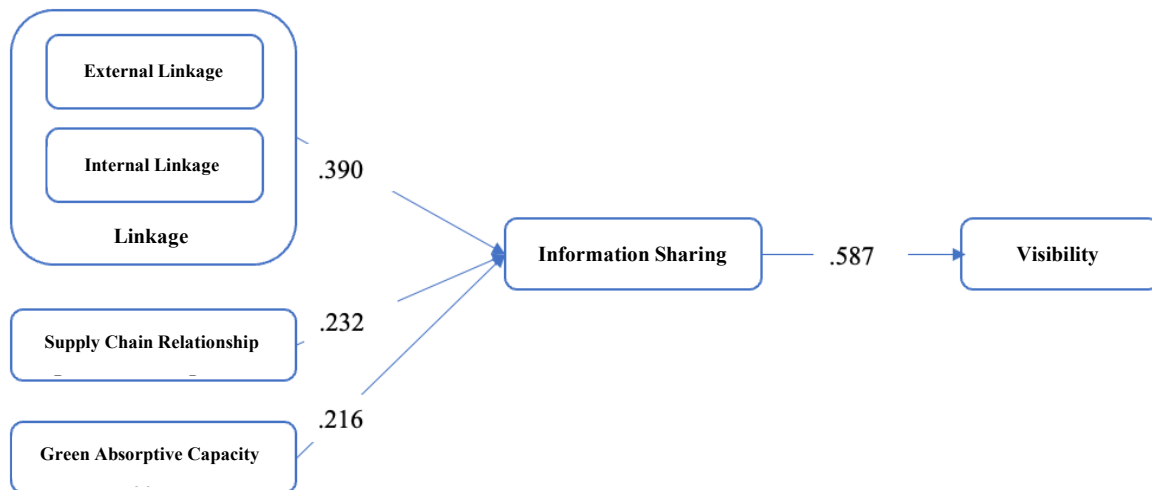 External Linkage
Internal Linkage
Linkage
.390
Information Sharing
.587
Visibility
Supply Chain Relationship
.232
.216
Green Absorptive Capacity